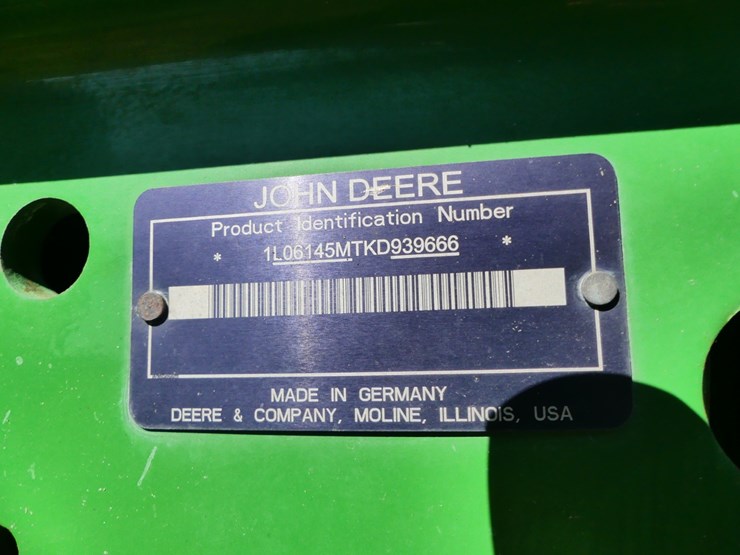 JOHN DEERE
Product Identification Number
* 1L06145MTKD939666 *
MADE IN GERMANY
DEERE & COMPANY, MOLINE, ILLINOIS, USA